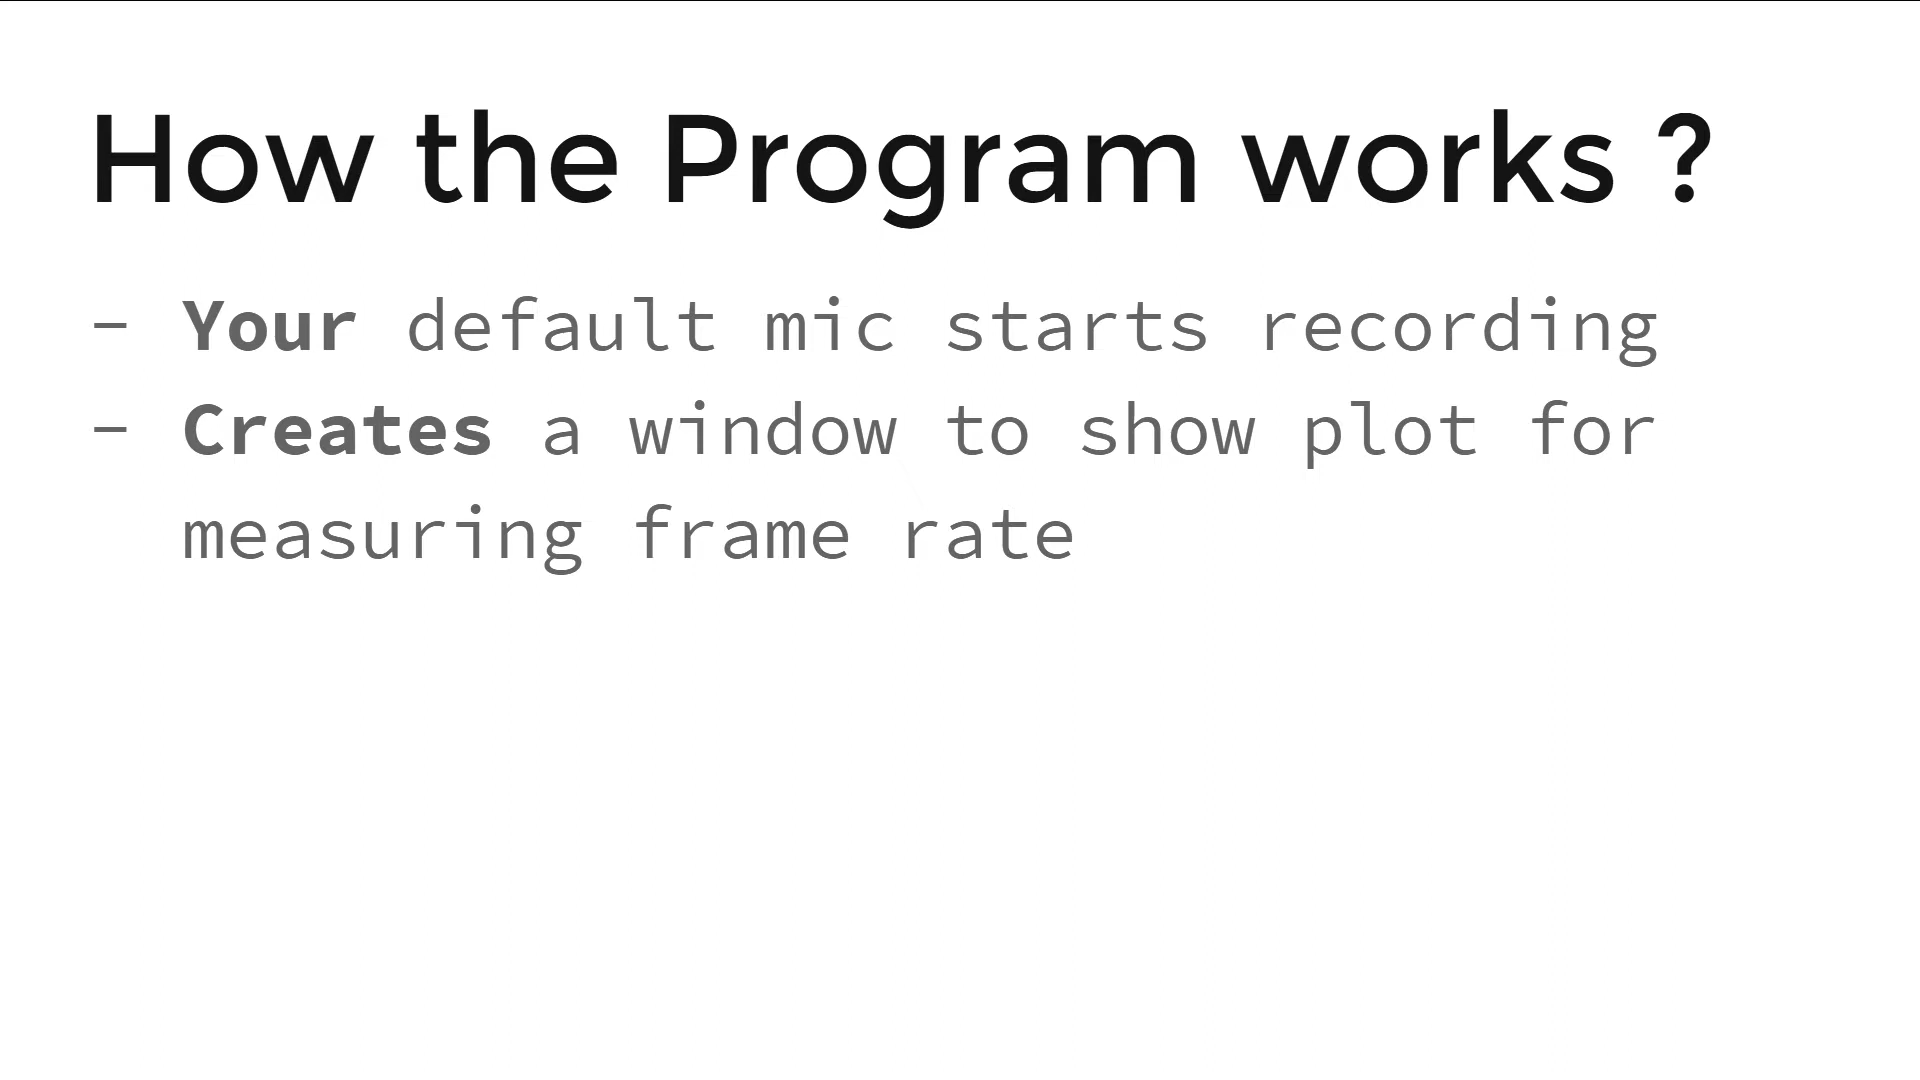 How the Program works ?
- Your default mic starts recording
- Creates a window to show plot for
measuring frame rate